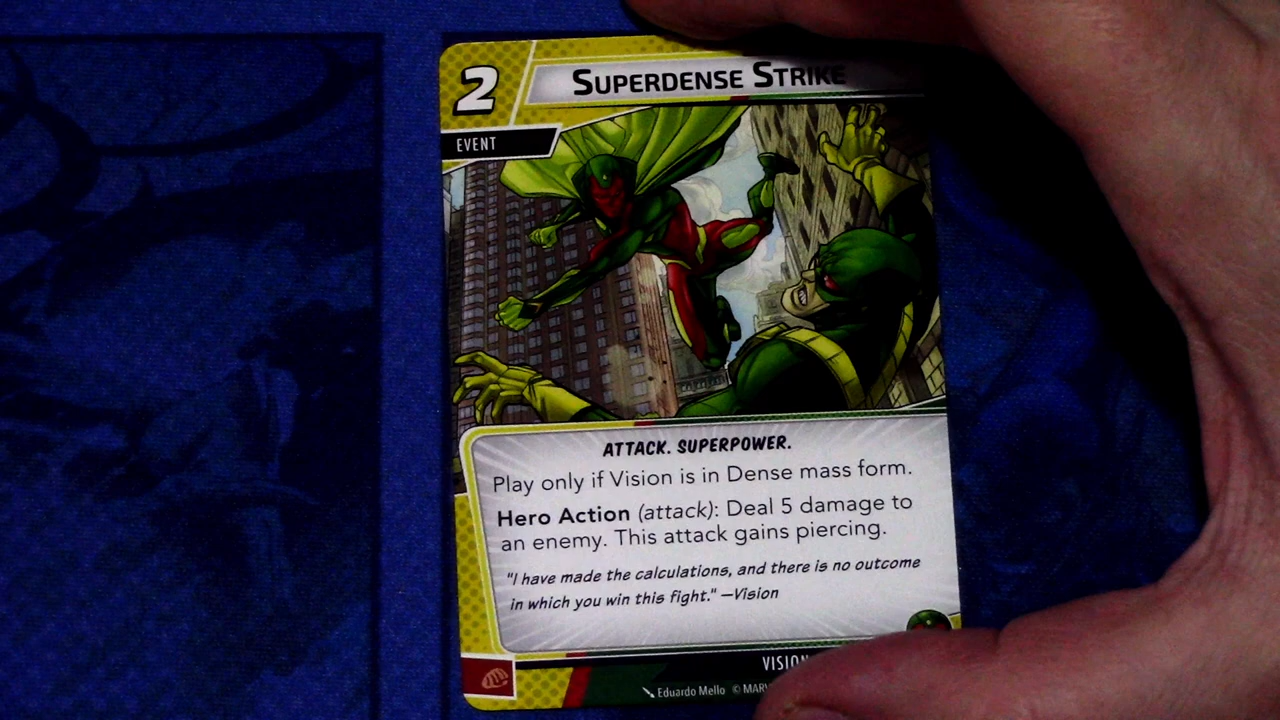 2
SUPERDENSE STRIKE
EVENT
ATTACK. SUPERPOWER.
Play only if Vision is in Dense mass form.
Hero Action (attack): Deal 5 damage to
an enemy. This attack gains piercing.
"I have made the calculations, and there is no outcome
in which you win this fight." —Vision
VISION
Eduardo Mello © MARV